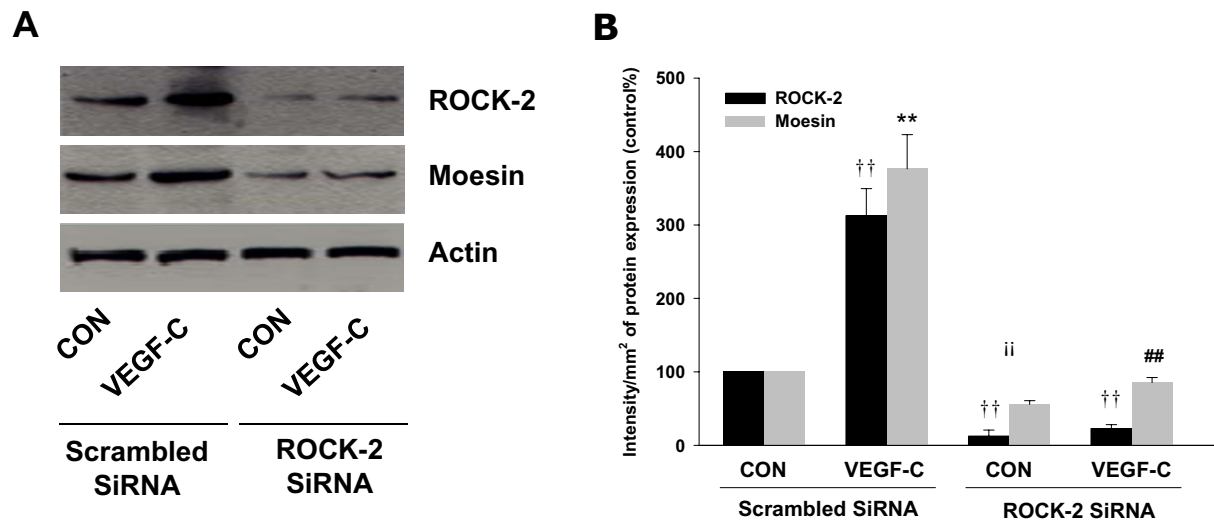 A
ROCK-2
Moesin
Actin
CON
VEGF-C
CON
VEGF-C
Scrambled
SiRNA
ROCK-2
SiRNA
B
Intensity/mm² of protein expression (control%)
500
400
300
200
100
0
ROCK-2
Moesin
††
**
††
¡¡
††
##
CON
VEGF-C
CON
VEGF-C
Scrambled SiRNA
ROCK-2 SiRNA